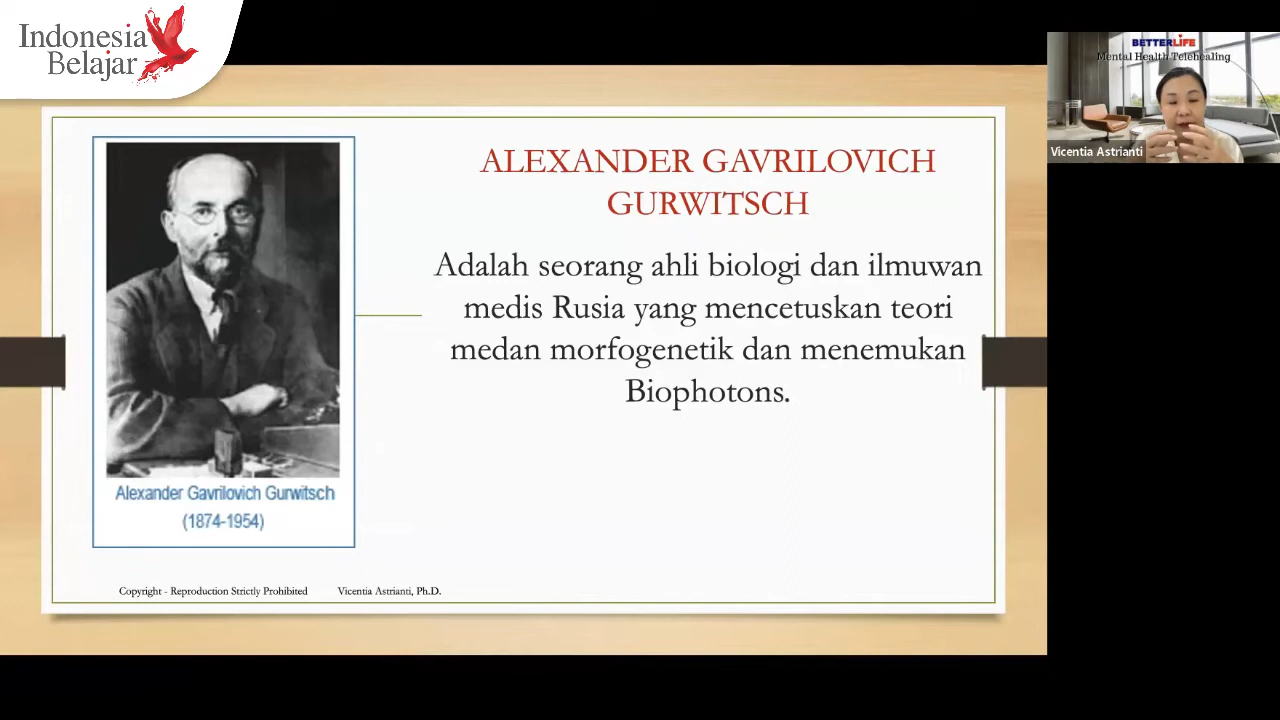 Indonesia
Belajar
BETTERLIFE
Mental Health Telehealing
Vicentia Astrianti
ALEXANDER GAVRILOVICH
GURWITSCH
Adalah seorang ahli biologi dan ilmuwan
medis Rusia yang mencetuskan teori
medan morfogenetik dan menemukan
Biophotons.
Alexander Gavrilovich Gurwitsch
(1874-1954)
Copyright - Reproduction Strictly Prohibited Vicentia Astrianti, Ph.D.